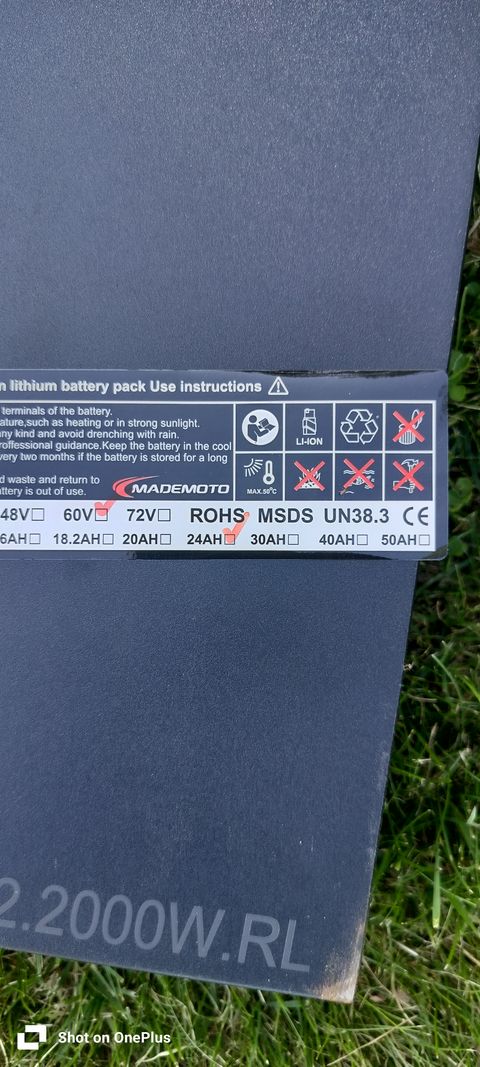 n lithium battery pack Use instructions
terminals of the battery.
ature,such as heating or in strong sunlight.
any kind and avoid drenching with rain.
rofessional guidance.Keep the battery in the cool
very two months if the battery is stored for a long
d waste and return to
attery is out of use.
MADEMOTO
LI-ION
MAX.50°C
48V 60V 72V ROHS MSDS UN38.3 CE
6AH 18.2AH 20AH 24AH 30AH 40AH 50AH
2.2000W.RL
Shot on OnePlus